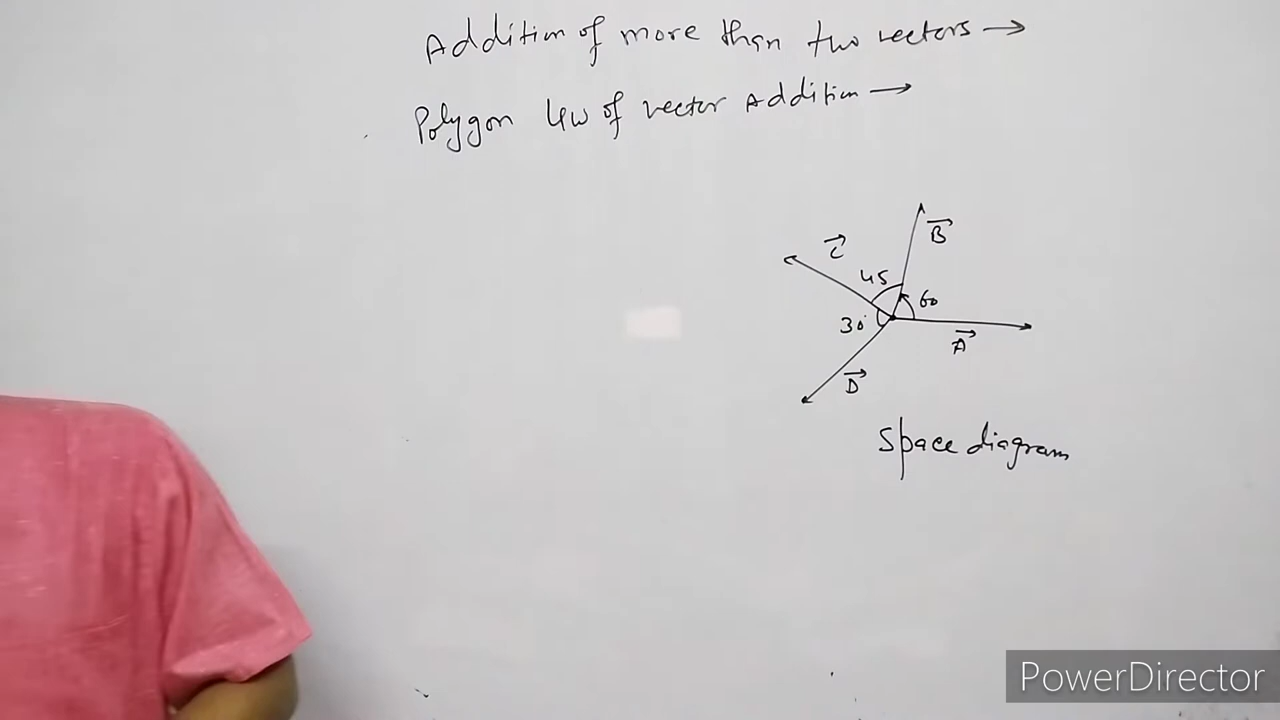 Addition of more than two vectors →
Polygon Law of vector Addition →
B⃗
C⃗
45
60
30°
A⃗
D⃗
Space diagram
PowerDirector